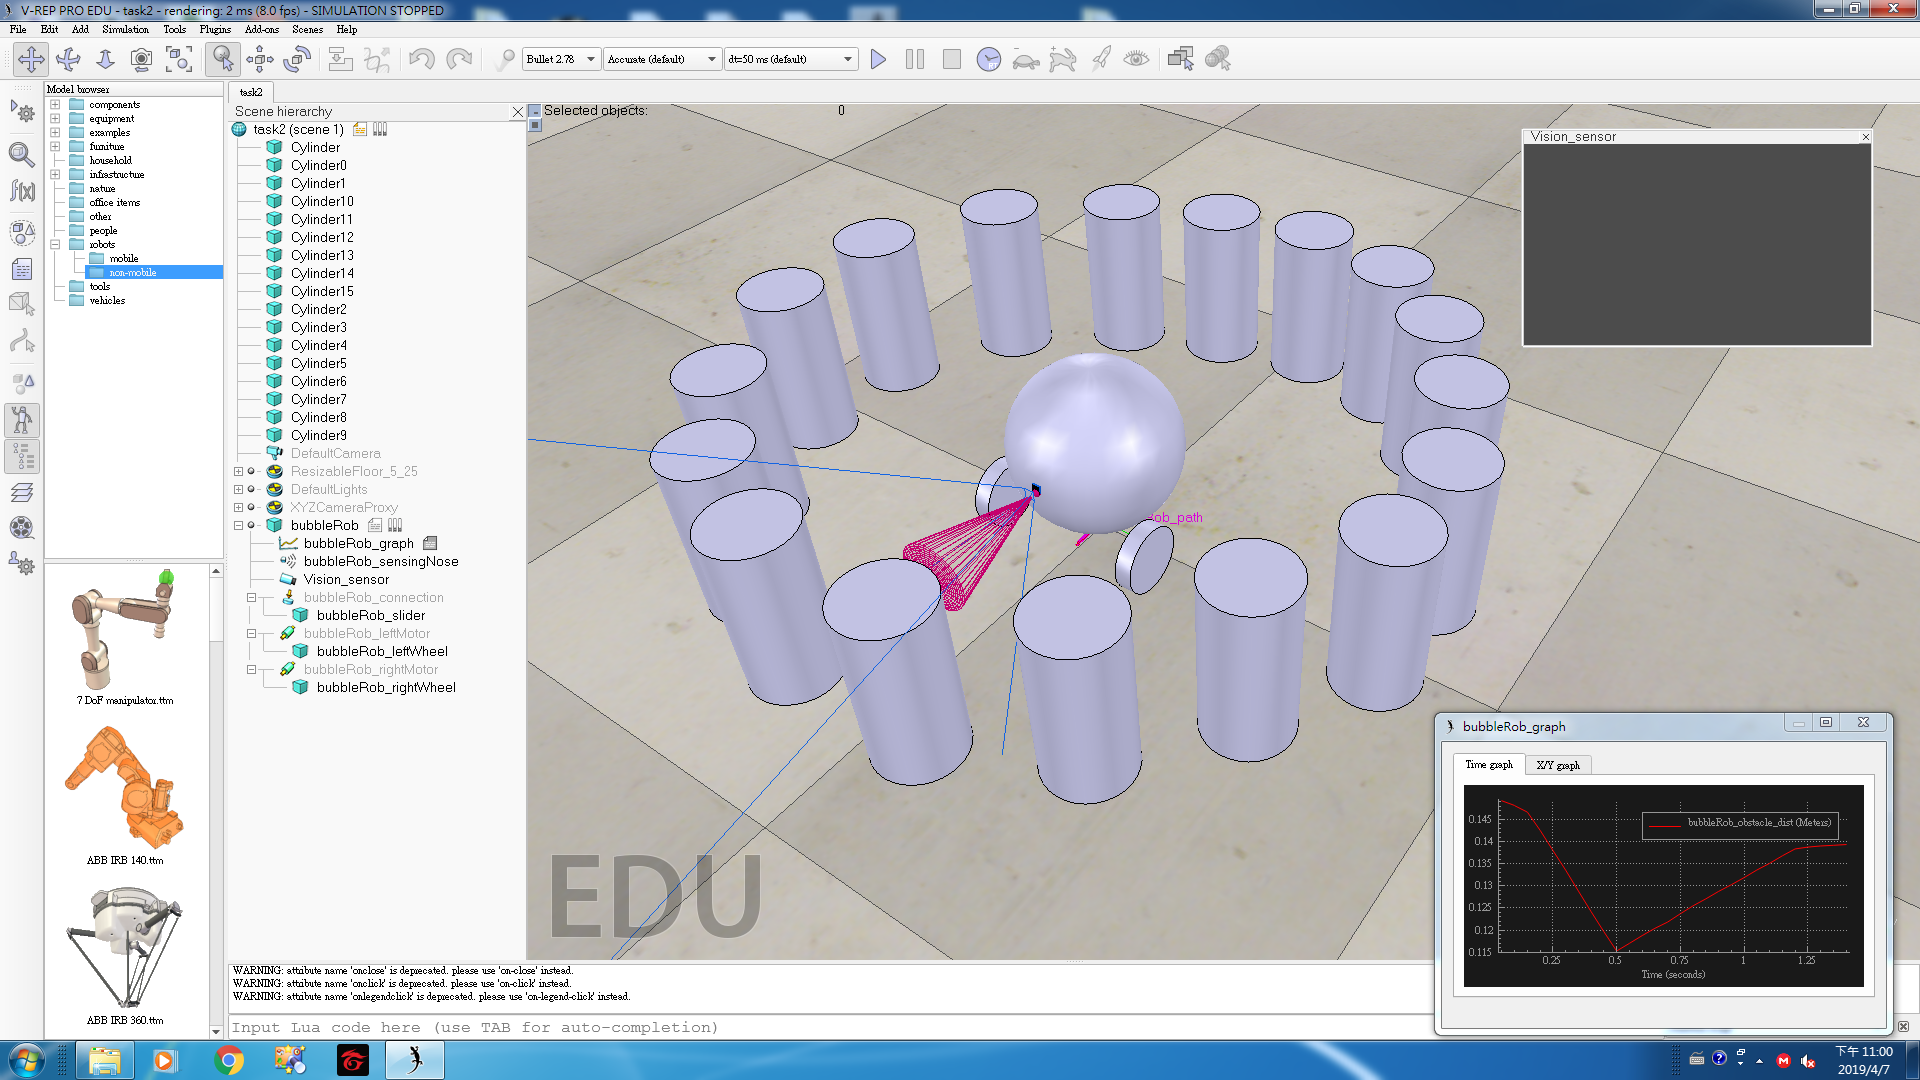 V-REP PRO EDU - task2 - rendering: 2 ms (8.0 fps) - SIMULATION STOPPED
File Edit Add Simulation Tools Plugins Add-ons Scenes Help
Bullet 2.78 Accurate (default) dt=50 ms (default)
Model browser
components
equipment
examples
furniture
household
infrastructure
nature
office items
other
people
robots
mobile
non-mobile
tools
vehicles
7 DoF manipulator.ttm
ABB IRB 140.ttm
ABB IRB 360.ttm
task2
Scene hierarchy
task2 (scene 1)
Cylinder
Cylinder0
Cylinder1
Cylinder10
Cylinder11
Cylinder12
Cylinder13
Cylinder14
Cylinder15
Cylinder2
Cylinder3
Cylinder4
Cylinder5
Cylinder6
Cylinder7
Cylinder8
Cylinder9
DefaultCamera
ResizableFloor_5_25
DefaultLights
XYZCameraProxy
bubbleRob
bubbleRob_graph
bubbleRob_sensingNose
Vision_sensor
bubbleRob_connection
bubbleRob_slider
bubbleRob_leftMotor
bubbleRob_leftWheel
bubbleRob_rightMotor
bubbleRob_rightWheel
Selected objects: 0
Vision_sensor
ob_path
EDU
bubbleRob_graph
Time graph X/Y graph
bubbleRob_obstacle_dist (Meters)
0.145
0.14
0.135
0.13
0.125
0.12
0.115
0.25 0.5 0.75 1 1.25
Time (seconds)
WARNING: attribute name 'onclose' is deprecated. please use 'on-close' instead.
WARNING: attribute name 'onclick' is deprecated. please use 'on-click' instead.
WARNING: attribute name 'onlegendclick' is deprecated. please use 'on-legend-click' instead.
Input Lua code here (use TAB for auto-completion)
下午 11:00
2019/4/7